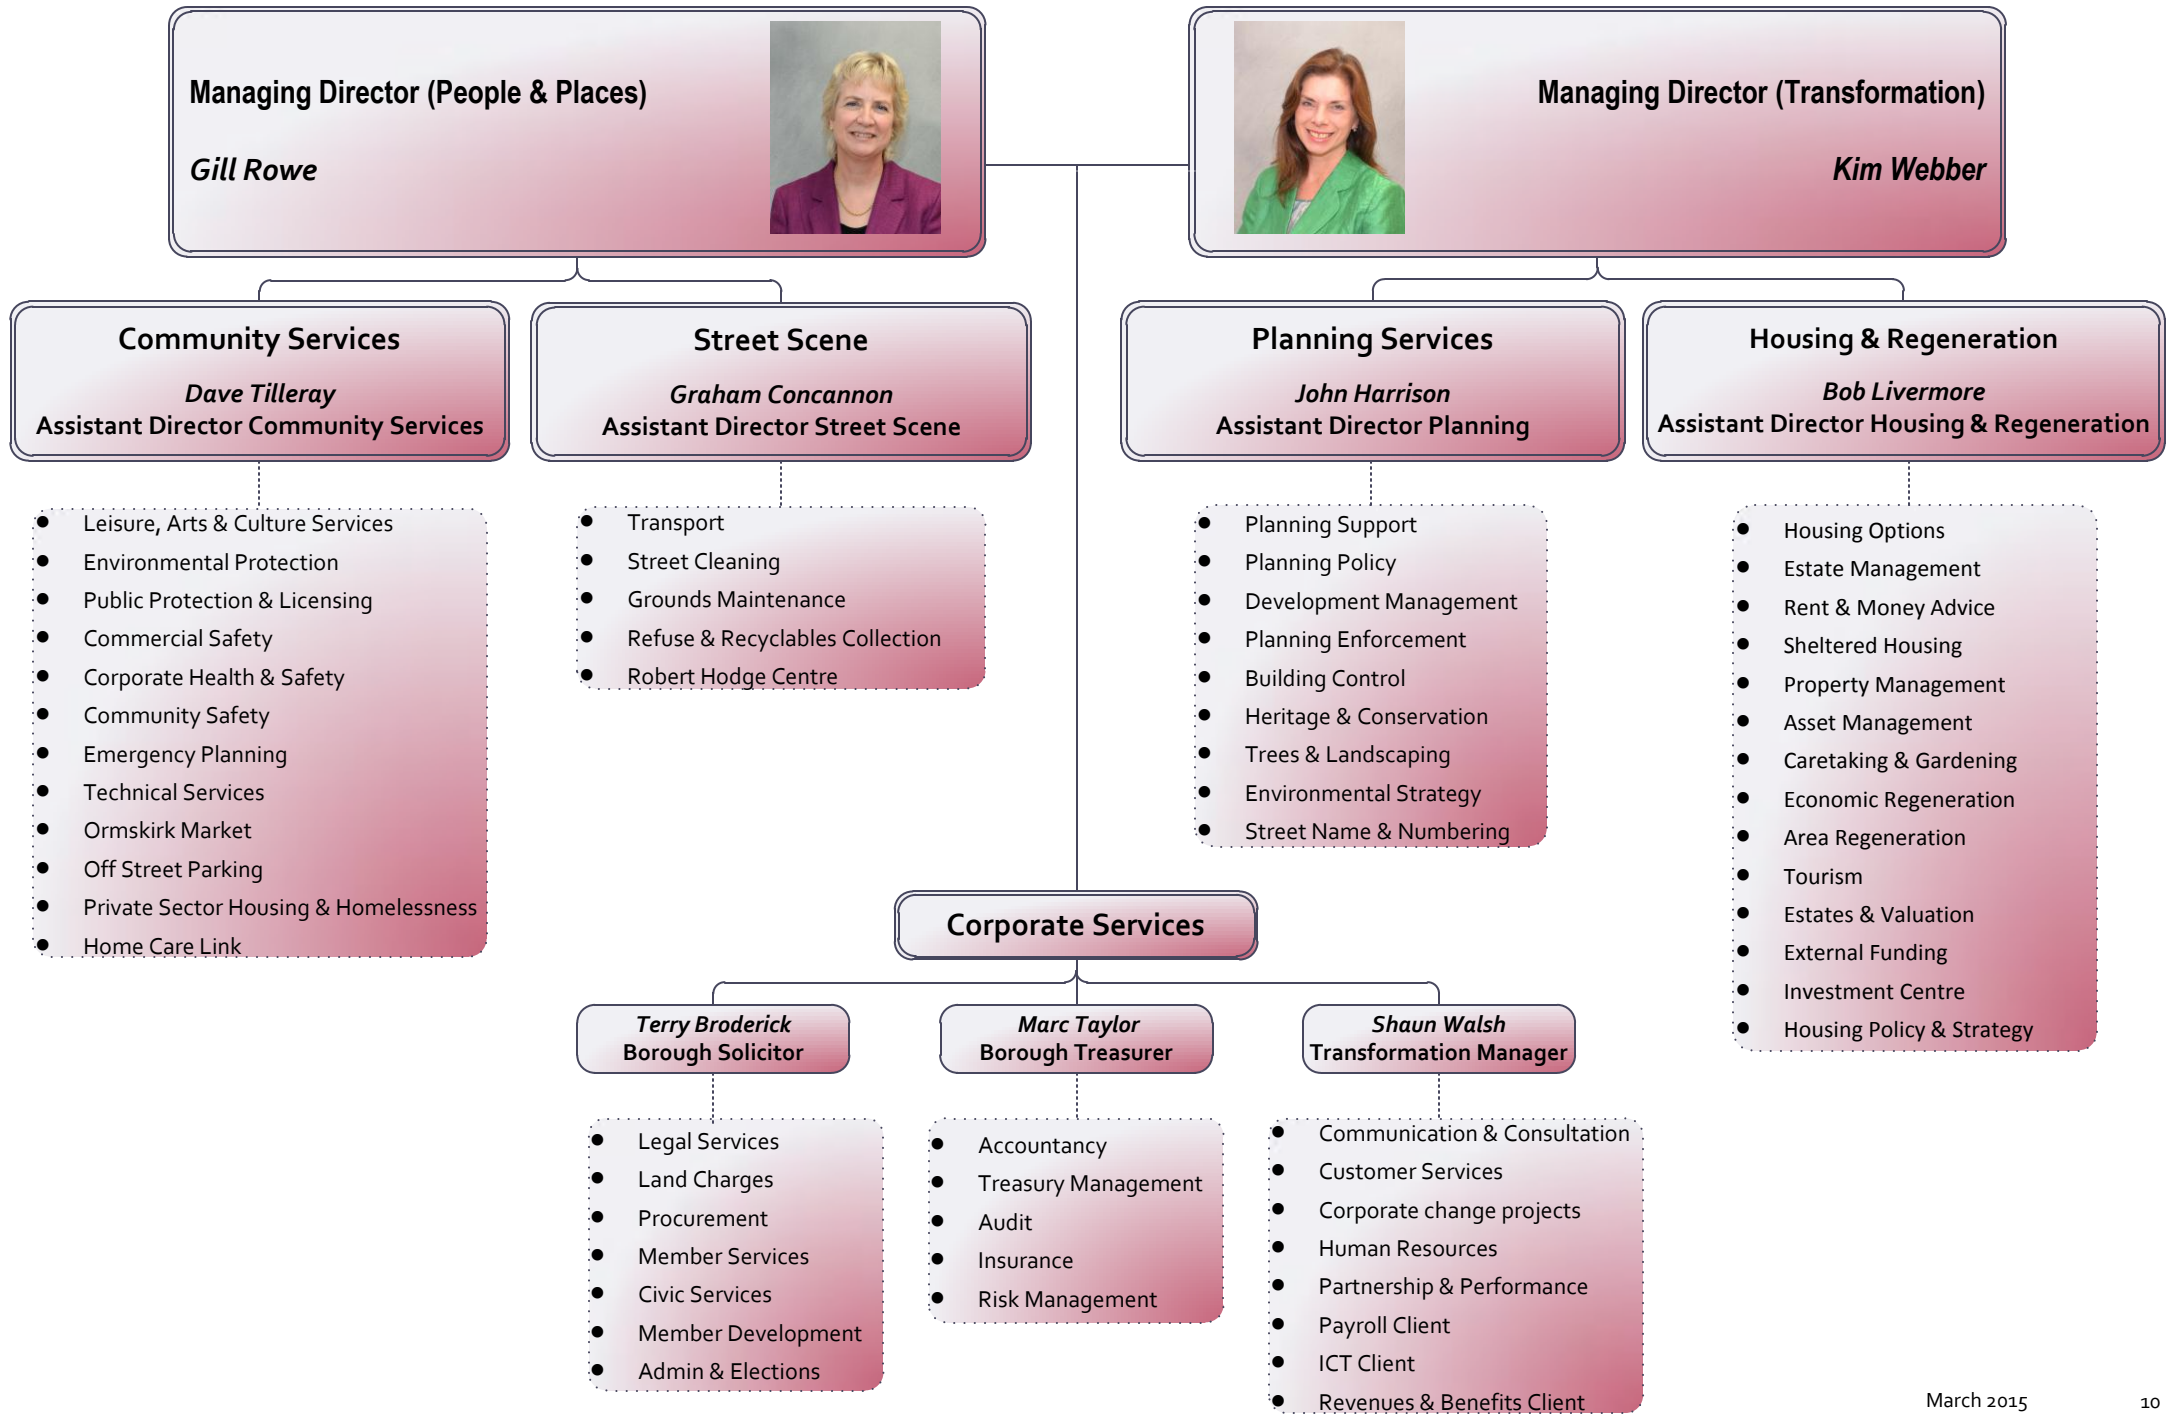 Managing Director (People & Places)
Gill Rowe
Managing Director (Transformation)
Kim Webber
Community Services
Dave Tilleray
Assistant Director Community Services
Street Scene
Graham Concannon
Assistant Director Street Scene
Planning Services
John Harrison
Assistant Director Planning
Housing & Regeneration
Bob Livermore
Assistant Director Housing & Regeneration
● Leisure, Arts & Culture Services
● Environmental Protection
● Public Protection & Licensing
● Commercial Safety
● Corporate Health & Safety
● Community Safety
● Emergency Planning
● Technical Services
● Ormskirk Market
● Off Street Parking
● Private Sector Housing & Homelessness
● Home Care Link
● Transport
● Street Cleaning
● Grounds Maintenance
● Refuse & Recyclables Collection
● Robert Hodge Centre
● Planning Support
● Planning Policy
● Development Management
● Planning Enforcement
● Building Control
● Heritage & Conservation
● Trees & Landscaping
● Environmental Strategy
● Street Name & Numbering
● Housing Options
● Estate Management
● Rent & Money Advice
● Sheltered Housing
● Property Management
● Asset Management
● Caretaking & Gardening
● Economic Regeneration
● Area Regeneration
● Tourism
● Estates & Valuation
● External Funding
● Investment Centre
● Housing Policy & Strategy
Corporate Services
Terry Broderick
Borough Solicitor
Marc Taylor
Borough Treasurer
Shaun Walsh
Transformation Manager
● Legal Services
● Land Charges
● Procurement
● Member Services
● Civic Services
● Member Development
● Admin & Elections
● Accountancy
● Treasury Management
● Audit
● Insurance
● Risk Management
● Communication & Consultation
● Customer Services
● Corporate change projects
● Human Resources
● Partnership & Performance
● Payroll Client
● ICT Client
● Revenues & Benefits Client
March 2015
10